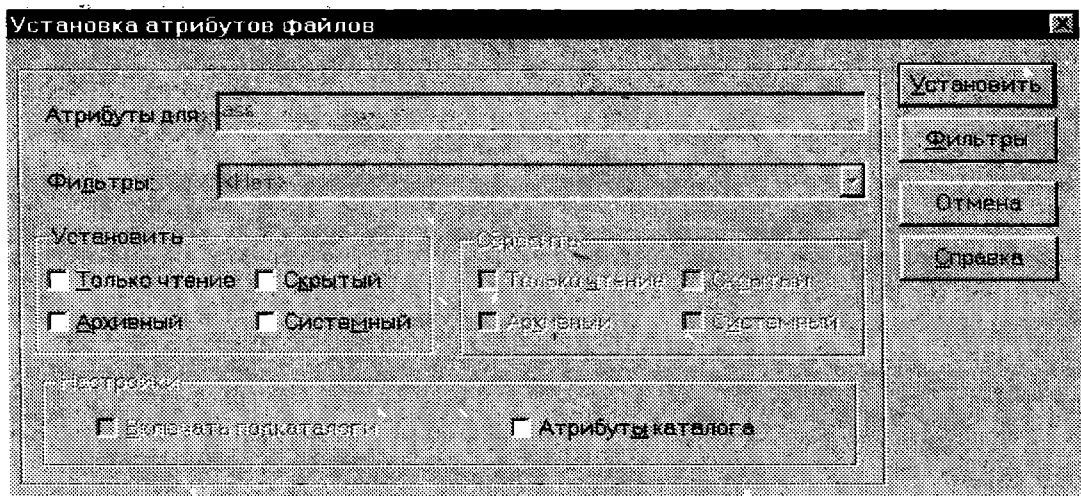 Установка атрибутов файлов
Атрибуты для:
Установить
Фильтры
Фильтры: <Нет>
Отмена
Установить
Сбросить
Справка
Только чтение Скрытый
Только чтение Скрытый
Архивный Системный
Архивный Системный
Настройки
Включать подкаталоги
Атрибуты каталога